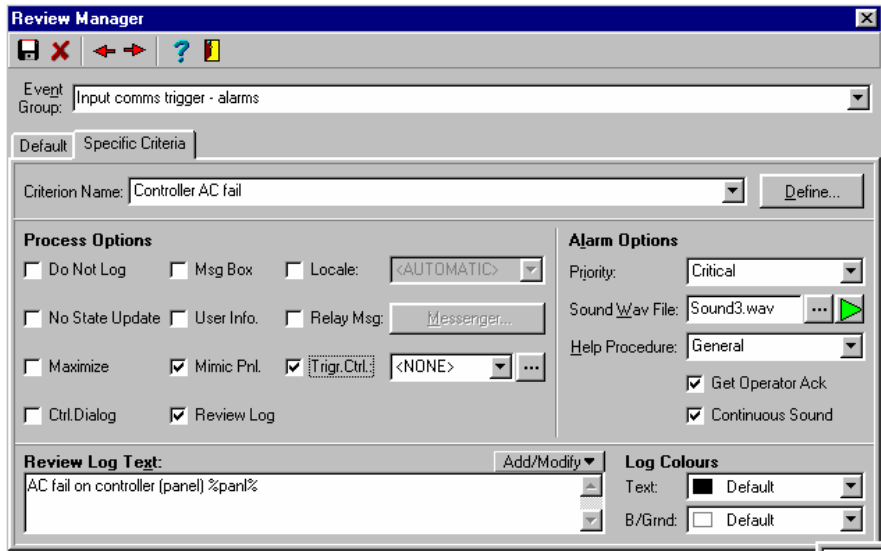 Review Manager
Event Group: Input comms trigger - alarms
Default Specific Criteria
Criterion Name: Controller AC fail Define...
Process Options
Do Not Log Msg Box Locale: <AUTOMATIC>
No State Update User Info. Relay Msg: Messenger...
Maximize Mimic Pnl. Trigr.Ctrl.: <NONE> ...
Ctrl.Dialog Review Log
Alarm Options
Priority: Critical
Sound Wav File: Sound3.wav ...
Help Procedure: General
Get Operator Ack
Continuous Sound
Review Log Text: Add/Modify
AC fail on controller (panel) %panl%
Log Colours
Text: Default
B/Grnd: Default